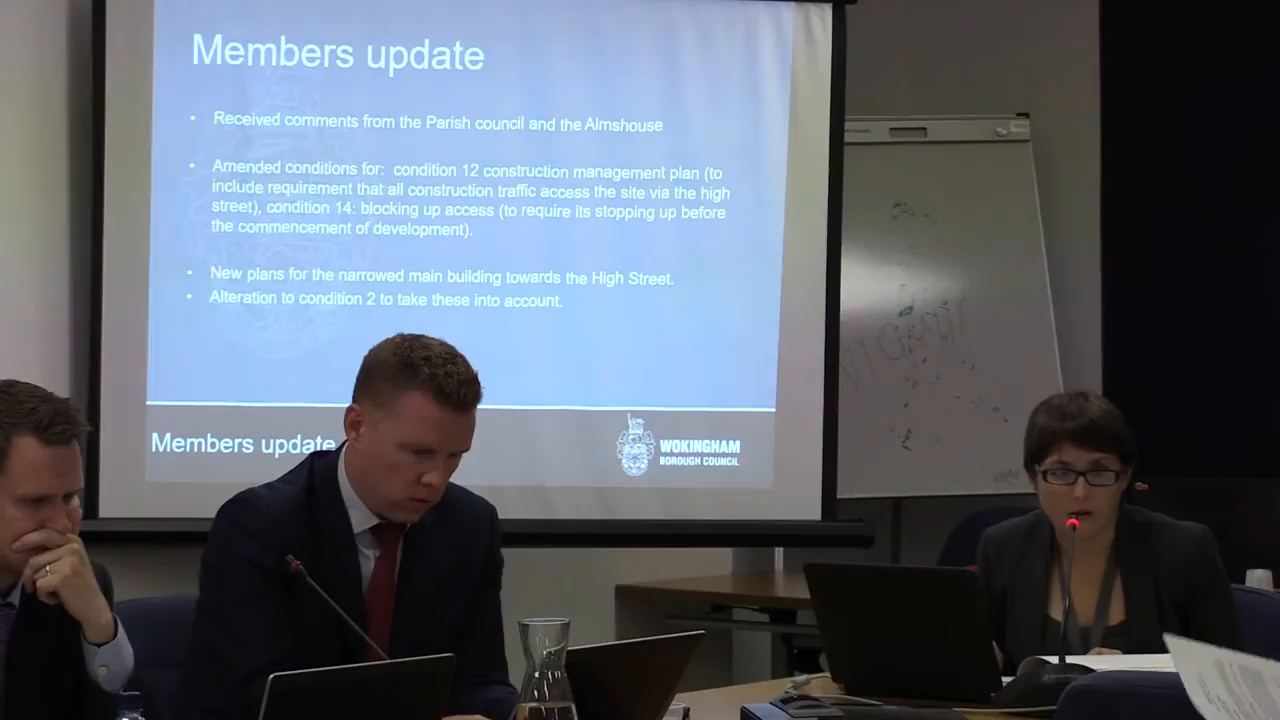 Members update
• Received comments from the Parish council and the Almshouse
• Amended conditions for: condition 12 construction management plan (to
include requirement that all construction traffic access the site via the high
street), condition 14: blocking up access (to require its stopping up before
the commencement of development).
• New plans for the narrowed main building towards the High Street.
• Alteration to condition 2 to take these into account.
Members update
WOKINGHAM
BOROUGH COUNCIL